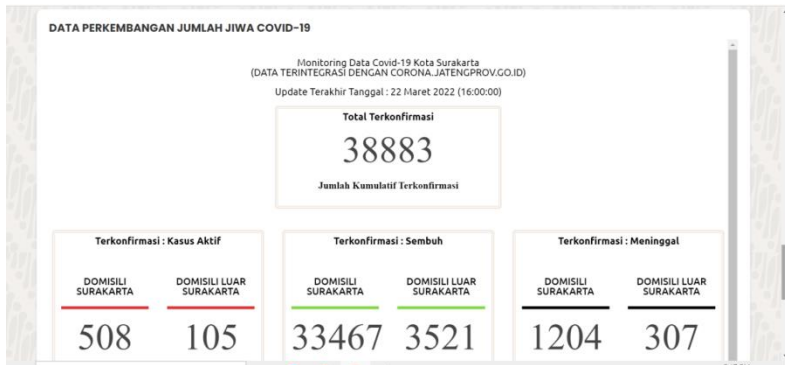 DATA PERKEMBANGAN JUMLAH JIWA COVID-19
Monitoring Data Covid-19 Kota Surakarta
(DATA TERINTEGRASI DENGAN CORONA.JATENGPROV.GO.ID)
Update Terakhir Tanggal : 22 Maret 2022 (16:00:00)
Total Terkonfirmasi
38883
Jumlah Kumulatif Terkonfirmasi
Terkonfirmasi : Kasus Aktif
DOMISILI SURAKARTA
DOMISILI LUAR SURAKARTA
508
105
Terkonfirmasi : Sembuh
DOMISILI SURAKARTA
DOMISILI LUAR SURAKARTA
33467
3521
Terkonfirmasi : Meninggal
DOMISILI SURAKARTA
DOMISILI LUAR SURAKARTA
1204
307